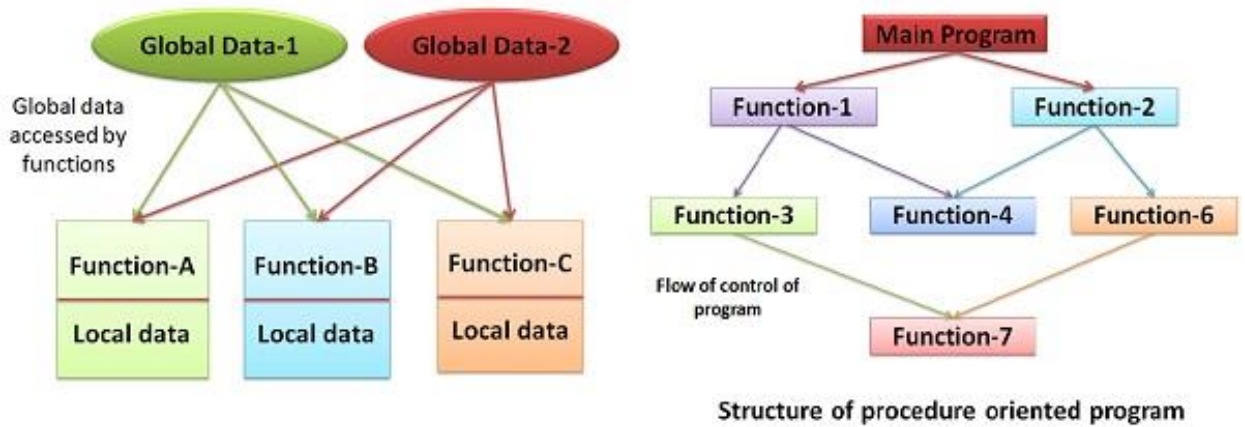 Global Data-1
Global Data-2
Global data
accessed by
functions
Function-A
Local data
Function-B
Local data
Function-C
Local data
Main Program
Function-1
Function-2
Function-3
Function-4
Function-6
Flow of control of
program
Function-7
Structure of procedure oriented program